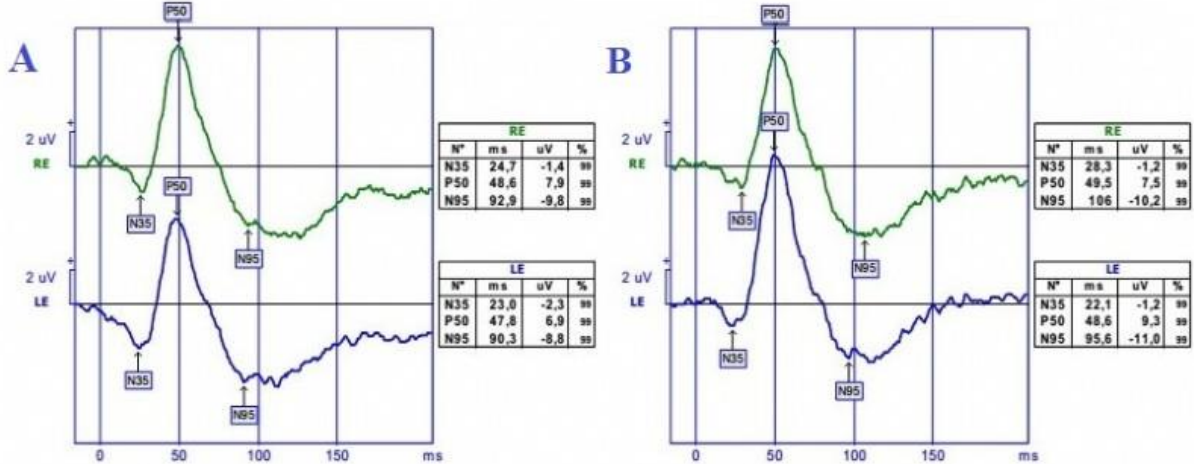 A
P50
+
2 uV
RE
N35
P50
N95
+
2 uV
LE
N35
N95
0 50 100 150 ms
RE
N° ms uV %
N35 24,7 -1,4 99
P50 48,6 7,9 99
N95 92,9 -9,8 99
LE
N° ms uV %
N35 23,0 -2,3 99
P50 47,8 6,9 99
N95 90,3 -8,8 99
B
P50
+
2 uV
RE
P50
N35
N95
+
2 uV
LE
N35
N95
0 50 100 150 ms
RE
N° ms uV %
N35 28,3 -1,2 99
P50 49,5 7,5 99
N95 106 -10,2 99
LE
N° ms uV %
N35 22,1 -1,2 99
P50 48,6 9,3 99
N95 95,6 -11,0 99